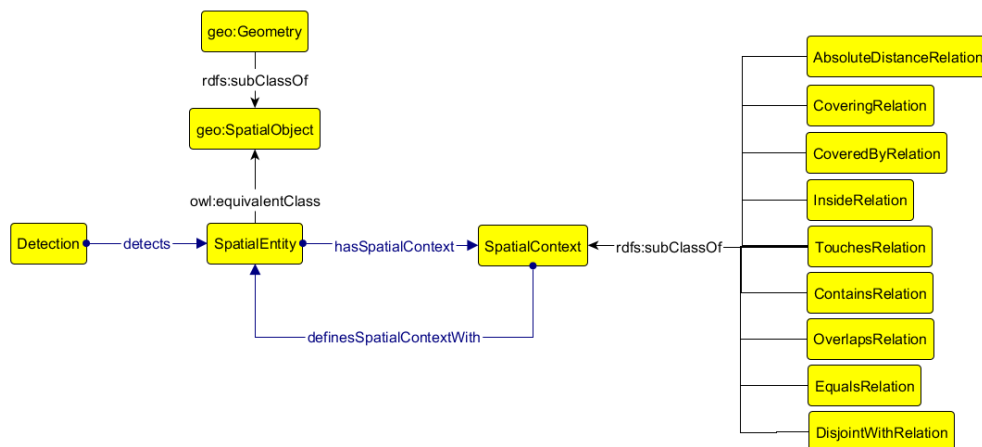 geo:Geometry
rdfs:subClassOf
geo:SpatialObject
owl:equivalentClass
Detection
detects
SpatialEntity
hasSpatialContext
SpatialContext
definesSpatialContextWith
rdfs:subClassOf
AbsoluteDistanceRelation
CoveringRelation
CoveredByRelation
InsideRelation
TouchesRelation
ContainsRelation
OverlapsRelation
EqualsRelation
DisjointWithRelation